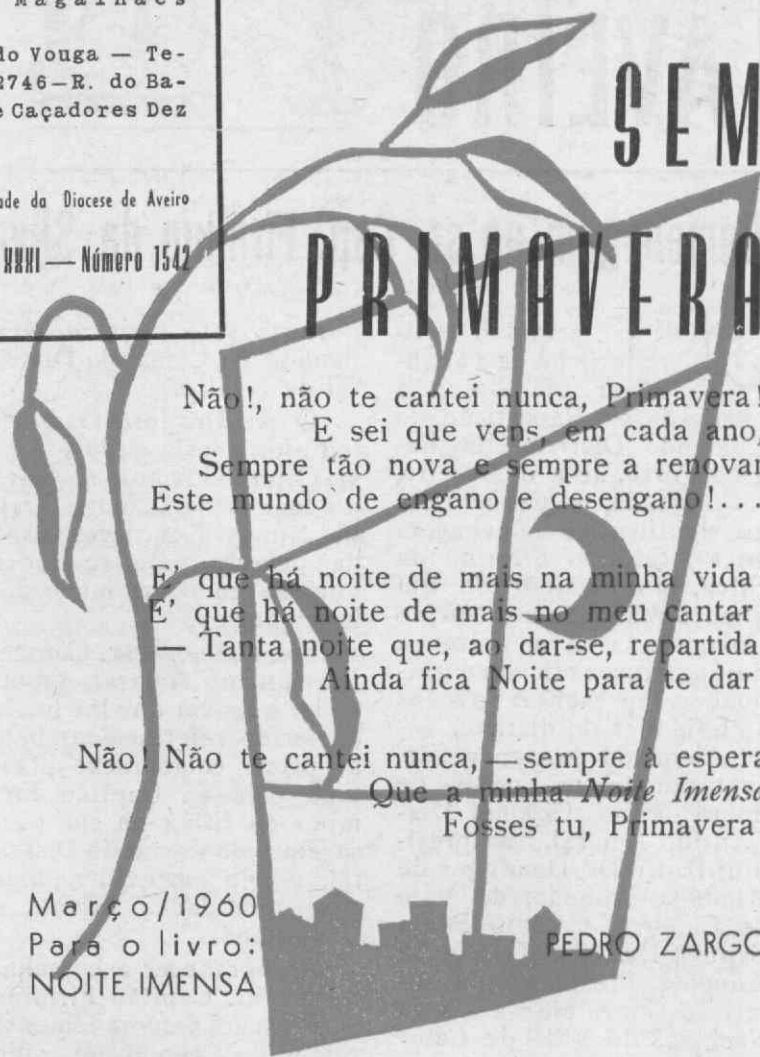 Magalhães
do Vouga — Te-
2746—R. do Ba-
e Caçadores Dez
ade da Diocese de Aveiro
XXXI — Número 1542
SEM
PRIMAVERA
Não!, não te cantei nunca, Primavera!
E sei que vens, em cada ano,
Sempre tão nova e sempre a renovar
Este mundo de engano e desengano!...
E' que há noite de mais na minha vida
E' que há noite de mais no meu cantar
— Tanta noite que, ao dar-se, repartida
Ainda fica Noite para te dar
Não! Não te cantei nunca, — sempre à espera
Que a minha Noite Imensa
Fosses tu, Primavera
Março/1960
Para o livro:
NOITE IMENSA
PEDRO ZARGO